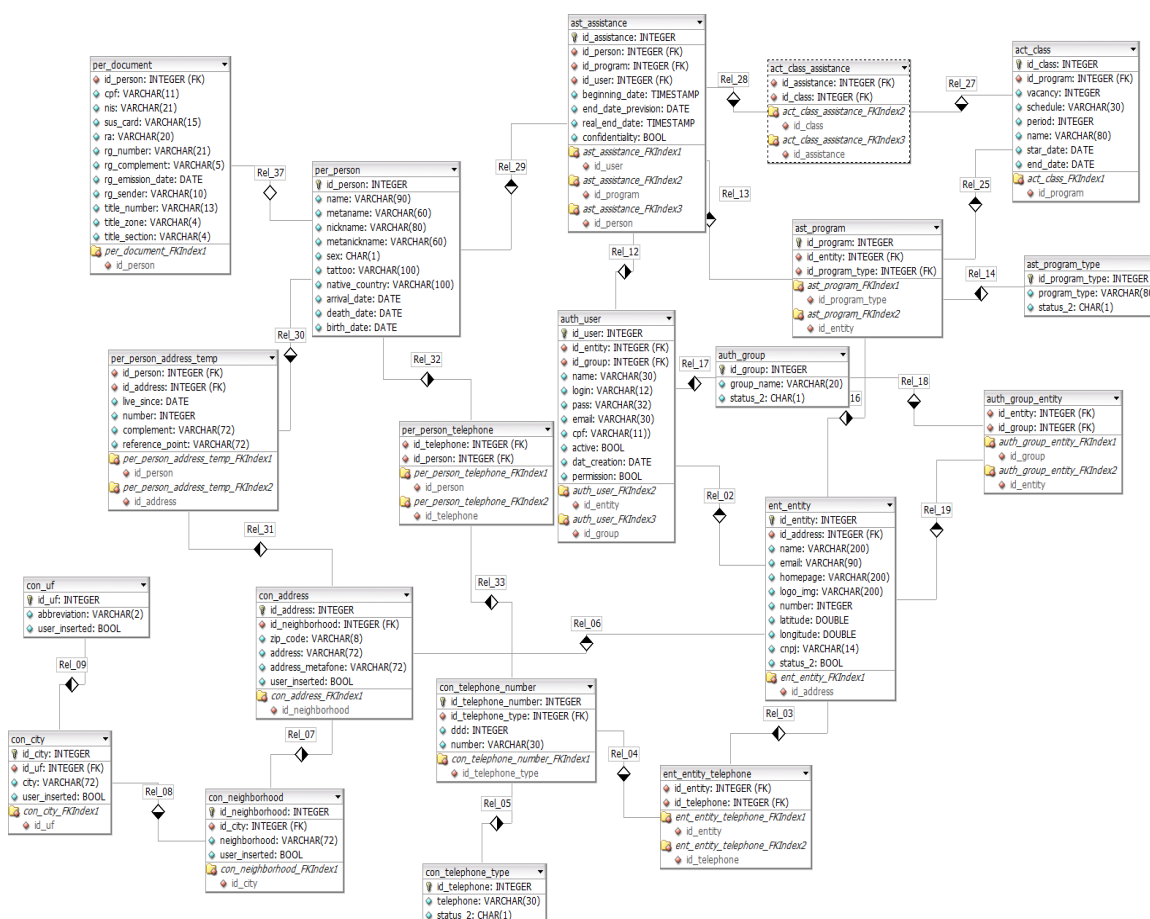 ast_assistance
id_assistance: INTEGER
id_person: INTEGER (FK)
id_program: INTEGER (FK)
id_user: INTEGER (FK)
beginning_date: TIMESTAMP
end_date_prevision: DATE
real_end_date: TIMESTAMP
confidentiality: BOOL
ast_assistance_FKIndex1
id_user
ast_assistance_FKIndex2
id_program
ast_assistance_FKIndex3
id_person
Rel_28
act_class_assistance
id_assistance: INTEGER (FK)
id_class: INTEGER (FK)
act_class_assistance_FKIndex2
id_class
act_class_assistance_FKIndex3
id_assistance
Rel_27
act_class
id_class: INTEGER
id_program: INTEGER (FK)
vacancy: INTEGER
schedule: VARCHAR(30)
period: INTEGER
name: VARCHAR(80)
star_date: DATE
end_date: DATE
act_class_FKIndex1
id_program
per_document
id_person: INTEGER (FK)
cpf: VARCHAR(11)
nis: VARCHAR(21)
sus_card: VARCHAR(15)
ra: VARCHAR(20)
rg_number: VARCHAR(21)
rg_complement: VARCHAR(5)
rg_emission_date: DATE
rg_sender: VARCHAR(10)
title_number: VARCHAR(13)
title_zone: VARCHAR(4)
title_section: VARCHAR(4)
per_document_FKIndex1
id_person
Rel_37
per_person
id_person: INTEGER
name: VARCHAR(90)
metaname: VARCHAR(60)
nickname: VARCHAR(80)
metanickname: VARCHAR(60)
sex: CHAR(1)
tattoo: VARCHAR(100)
native_country: VARCHAR(100)
arrival_date: DATE
death_date: DATE
birth_date: DATE
Rel_29
Rel_13
Rel_25
ast_program
id_program: INTEGER
id_entity: INTEGER (FK)
id_program_type: INTEGER (FK)
ast_program_FKIndex1
id_program_type
ast_program_FKIndex2
id_entity
Rel_14
ast_program_type
id_program_type: INTEGER
program_type: VARCHAR(80
status_2: CHAR(1)
Rel_12
Rel_30
per_person_address_temp
id_person: INTEGER (FK)
id_address: INTEGER (FK)
live_since: DATE
number: INTEGER
complement: VARCHAR(72)
reference_point: VARCHAR(72)
per_person_address_temp_FKIndex1
id_person
per_person_address_temp_FKIndex2
id_address
Rel_32
auth_user
id_user: INTEGER
id_entity: INTEGER (FK)
id_group: INTEGER (FK)
name: VARCHAR(30)
login: VARCHAR(12)
pass: VARCHAR(32)
email: VARCHAR(30)
cpf: VARCHAR(11))
active: BOOL
dat_creation: DATE
permission: BOOL
auth_user_FKIndex2
id_entity
auth_user_FKIndex3
id_group
Rel_17
auth_group
id_group: INTEGER
group_name: VARCHAR(20)
status_2: CHAR(1)
16
Rel_18
auth_group_entity
id_entity: INTEGER (FK)
id_group: INTEGER (FK)
auth_group_entity_FKIndex1
id_group
auth_group_entity_FKIndex2
id_entity
per_person_telephone
id_telephone: INTEGER (FK)
id_person: INTEGER (FK)
per_person_telephone_FKIndex1
id_person
per_person_telephone_FKIndex2
id_telephone
Rel_02
ent_entity
id_entity: INTEGER
id_address: INTEGER (FK)
name: VARCHAR(200)
email: VARCHAR(90)
homepage: VARCHAR(200)
logo_img: VARCHAR(200)
number: INTEGER
latitude: DOUBLE
longitude: DOUBLE
cnpj: VARCHAR(14)
status_2: BOOL
ent_entity_FKIndex1
id_address
Rel_19
Rel_31
Rel_33
con_uf
id_uf: INTEGER
abbreviation: VARCHAR(2)
user_inserted: BOOL
con_address
id_address: INTEGER
id_neighborhood: INTEGER (FK)
zip_code: VARCHAR(8)
address: VARCHAR(72)
address_metafone: VARCHAR(72)
user_inserted: BOOL
con_address_FKIndex1
id_neighborhood
Rel_06
Rel_09
con_telephone_number
id_telephone_number: INTEGER
id_telephone_type: INTEGER (FK)
ddd: INTEGER
number: VARCHAR(30)
con_telephone_number_FKIndex1
id_telephone_type
Rel_03
con_city
id_city: INTEGER
id_uf: INTEGER (FK)
city: VARCHAR(72)
user_inserted: BOOL
con_city_FKIndex1
id_uf
Rel_07
Rel_04
Rel_08
con_neighborhood
id_neighborhood: INTEGER
id_city: INTEGER (FK)
neighborhood: VARCHAR(72)
user_inserted: BOOL
con_neighborhood_FKIndex1
id_city
Rel_05
ent_entity_telephone
id_entity: INTEGER (FK)
id_telephone: INTEGER (FK)
ent_entity_telephone_FKIndex1
id_entity
ent_entity_telephone_FKIndex2
id_telephone
con_telephone_type
id_telephone: INTEGER
telephone: VARCHAR(30)
status_2: CHAR(1)